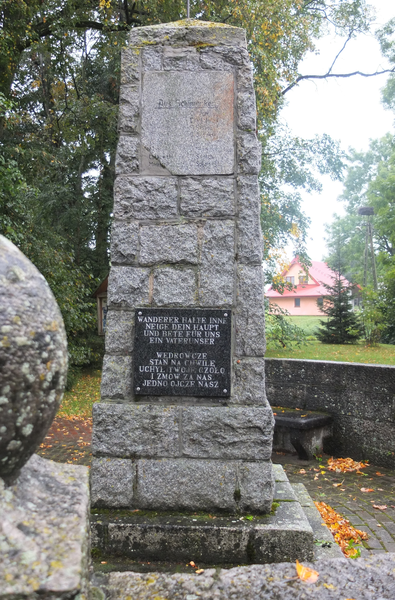 WANDERER HALTE INNE
NEIGE DEIN HAUPT
UND BETE FÜR UNS
EIN VATERUNSER
WĘDROWCZE
STAŃ NA CHWILĘ
UCHYL TWOJE CZOŁO
I ZMÓW ZA NAS
JEDNO OJCZE NASZ